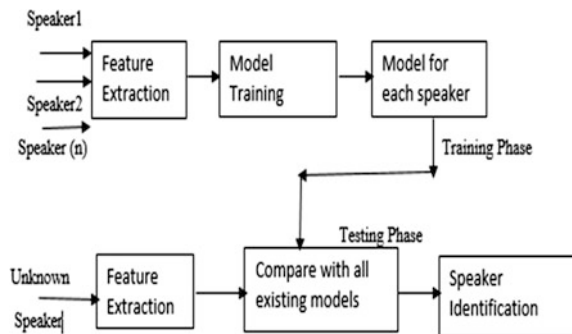 Speaker1
Feature
Extraction
Model
Training
Model for
each speaker
Speaker2
Speaker (n)
Training Phase
Testing Phase
Unknown
Speaker
Feature
Extraction
Compare with all
existing models
Speaker
Identification